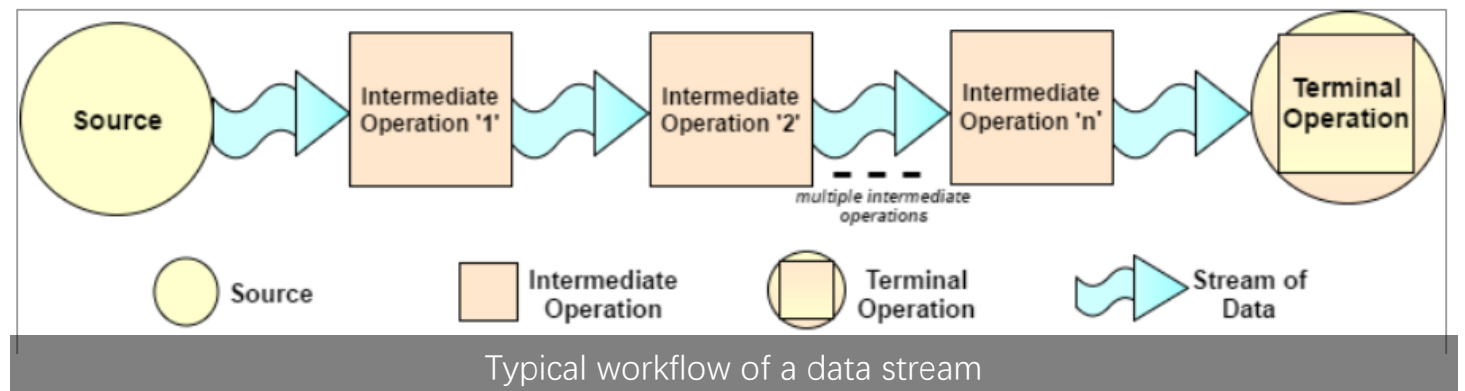 Source
Intermediate
Operation '1'
Intermediate
Operation '2'
multiple intermediate
operations
Intermediate
Operation 'n'
Terminal
Operation
Source
Intermediate
Operation
Terminal
Operation
Stream of
Data
Typical workflow of a data stream